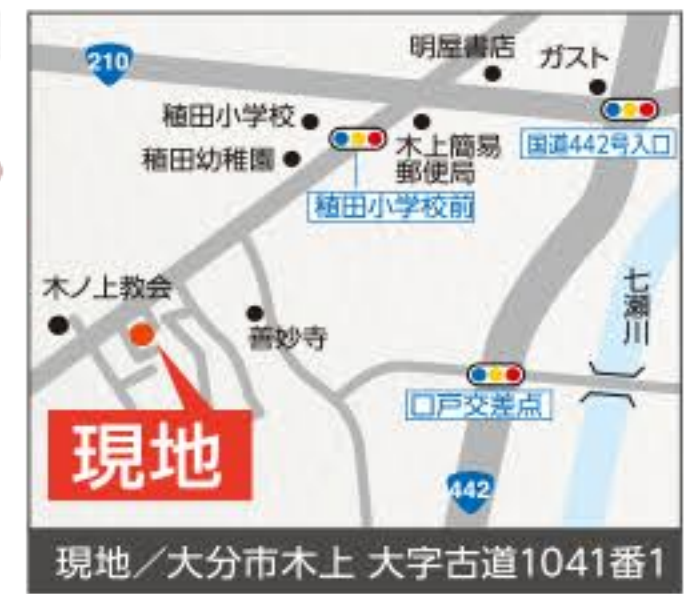 210
明屋書店
ガスト
稙田小学校
稙田幼稚園
木上簡易
郵便局
国道442号入口
稙田小学校前
木ノ上教会
善妙寺
七瀬川
口戸交差点
現地
442
現地／大分市木上 大字古道1041番1